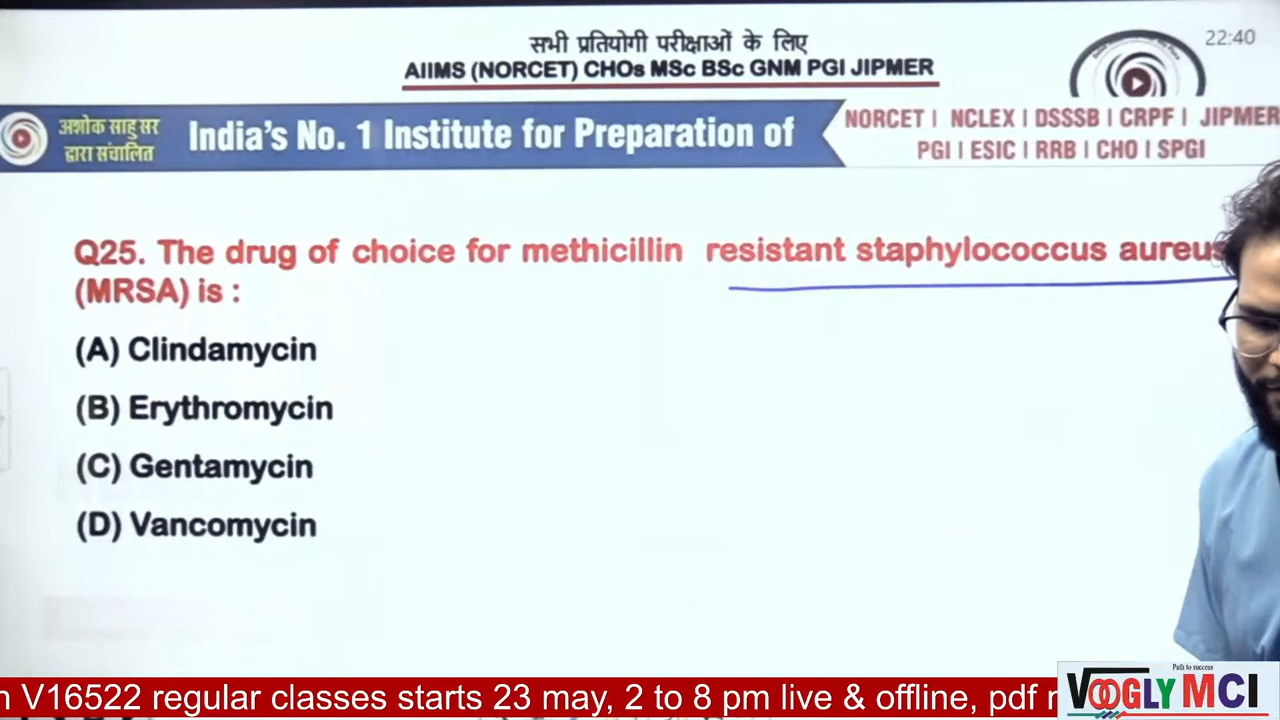 सभी प्रतियोगी परीक्षाओं के लिए
22:40
AIIMS (NORCET) CHOs MSc BSc GNM PGI JIPMER
अशोक साहु सर
द्वारा संचालित
India's No. 1 Institute for Preparation of
NORCET I NCLEX I DSSSB I CRPF I JIPMER
PGI I ESIC I RRB I CHO I SPGI
Q25. The drug of choice for methicillin resistant staphylococcus aureus
(MRSA) is :
(A) Clindamycin
(B) Erythromycin
(C) Gentamycin
(D) Vancomycin
V16522 regular classes starts 23 may, 2 to 8 pm live & offline, pdf
Path to success
VOOGLY MCI